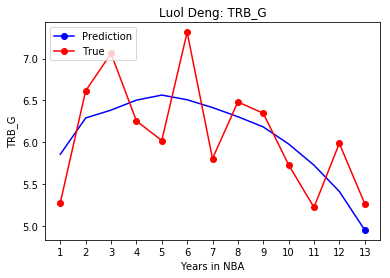 Luol Deng: TRB_G
Prediction
True
TRB_G
7.0
6.5
6.0
5.5
5.0
1 2 3 4 5 6 7 8 9 10 11 12 13
Years in NBA